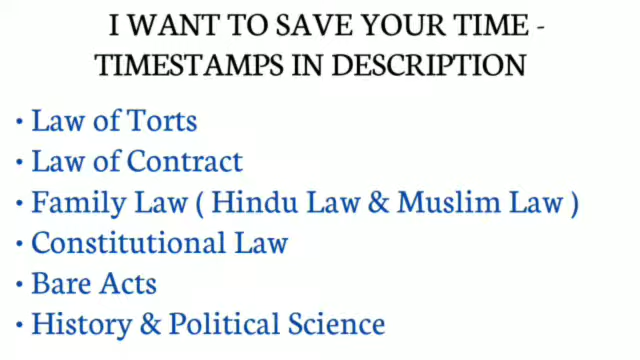 I WANT TO SAVE YOUR TIME -
TIMESTAMPS IN DESCRIPTION
• Law of Torts
• Law of Contract
• Family Law ( Hindu Law & Muslim Law )
• Constitutional Law
• Bare Acts
• History & Political Science